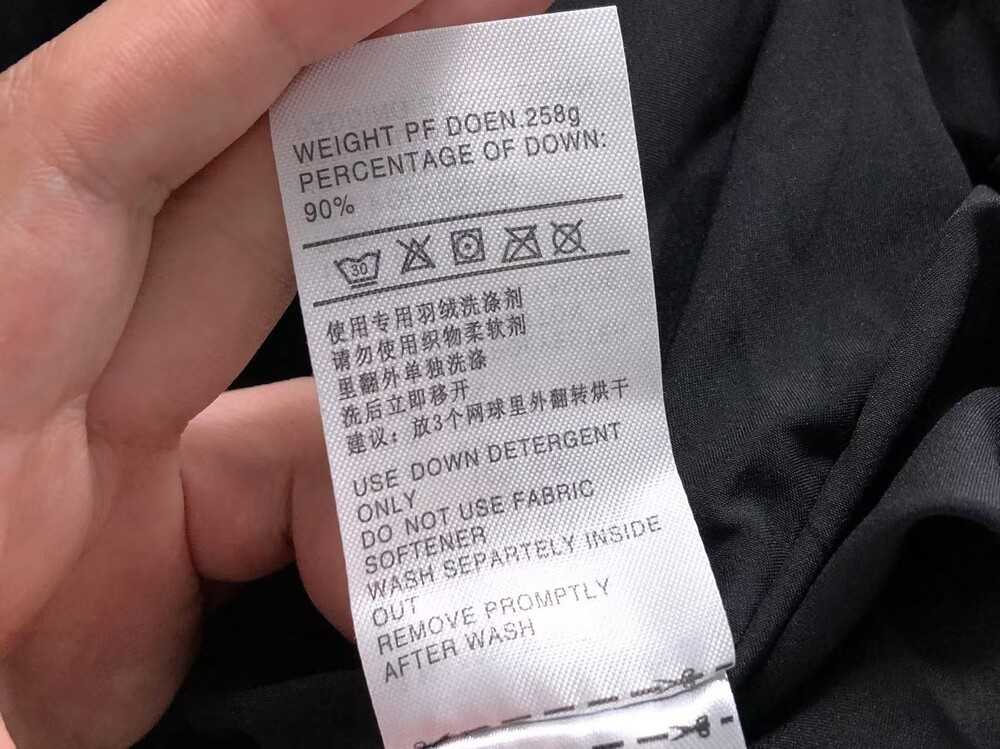 WEIGHT PF DOEN.258g
PERCENTAGE OF DOWN:
90%
30
使用专用羽绒洗涤剂
请勿使用织物柔软剂
里翻外单独洗涤
洗后立即移开
建议：放3个网球里外翻转烘干
USE DOWN DETERGENT
ONLY
DO NOT USE FABRIC
SOFTENER
WASH SEPARTELY INSIDE
OUT
REMOVE PROMPTLY
AFTER WASH